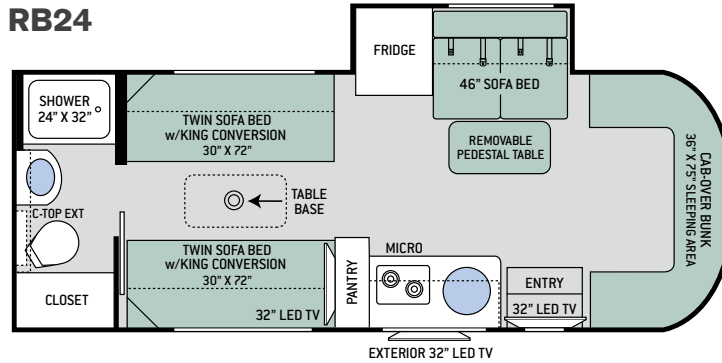 RB24
FRIDGE
SHOWER
24” X 32”
46” SOFA BED
TWIN SOFA BED
w/KING CONVERSION
30” X 72”
REMOVABLE
PEDESTAL TABLE
CAB-OVER BUNK
36” X 75” SLEEPING AREA
TABLE
BASE
C-TOP EXT
TWIN SOFA BED
w/KING CONVERSION
30” X 72”
MICRO
PANTRY
ENTRY
CLOSET
32” LED TV
32” LED TV
EXTERIOR 32” LED TV